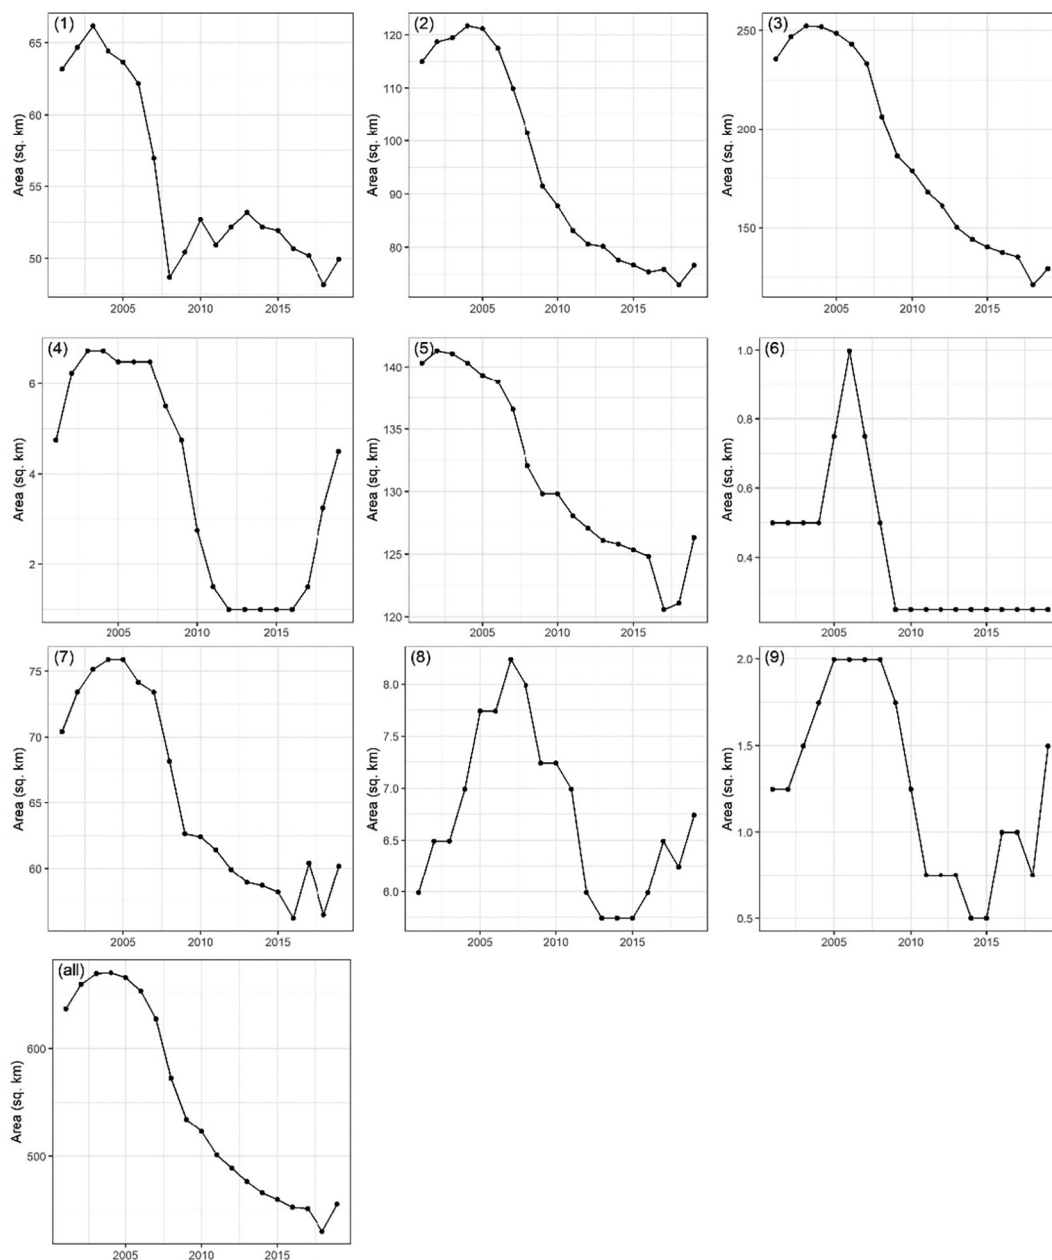 (1)
Area (sq. km)
65
60
55
50
2005 2010 2015
(2)
Area (sq. km)
120
110
100
90
80
2005 2010 2015
(3)
Area (sq. km)
250
200
150
2005 2010 2015
(4)
Area (sq. km)
6
4
2
2005 2010 2015
(5)
Area (sq. km)
140
135
130
125
120
2005 2010 2015
(6)
Area (sq. km)
1.0
0.8
0.6
0.4
2005 2010 2015
(7)
Area (sq. km)
75
70
65
60
2005 2010 2015
(8)
Area (sq. km)
8.0
7.5
7.0
6.5
6.0
2005 2010 2015
(9)
Area (sq. km)
2.0
1.5
1.0
0.5
2005 2010 2015
(all)
Area (sq. km)
600
500
2005 2010 2015